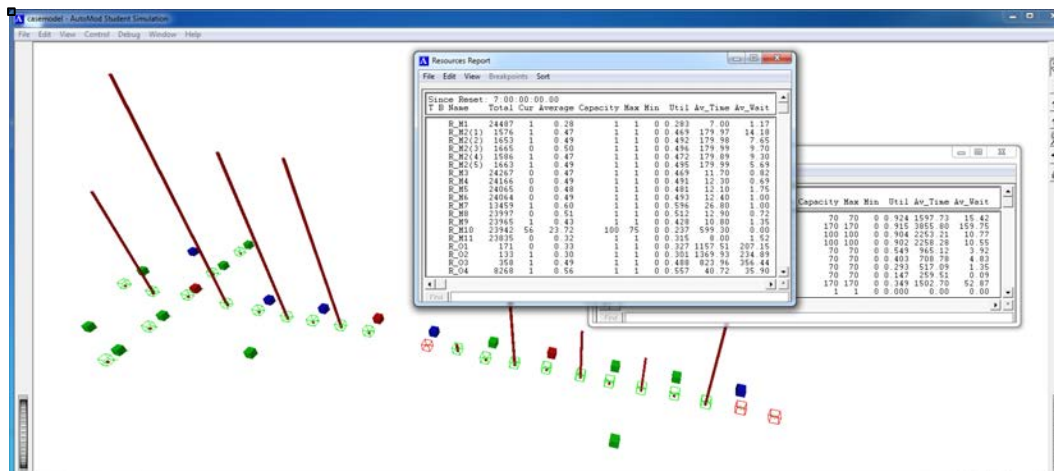 casemodel - AutoMod Student Simulation
File Edit View Control Debug Window Help
Resources Report
File Edit View Breakpoints Sort
Since Reset: 7:00:00:00.00
T B Name Total Cur Average Capacity Max Min Util Av_Time Av_Wait
R_M1 24487 1 0.28 1 1 0 0.283 7.00 1.17
R_M2(1) 1576 1 0.47 1 1 0 0.469 179.97 14.18
R_M2(2) 1653 1 0.49 1 1 0 0.492 179.98 7.65
R_M2(3) 1665 0 0.50 1 1 0 0.496 179.99 9.70
R_M2(4) 1586 1 0.47 1 1 0 0.472 179.89 9.30
R_M2(5) 1663 1 0.49 1 1 0 0.495 179.99 5.69
R_M3 24267 0 0.47 1 1 0 0.469 11.70 0.82
R_M4 24166 0 0.49 1 1 0 0.491 12.30 0.69
R_M5 24065 0 0.48 1 1 0 0.481 12.10 1.75
R_M6 24064 0 0.49 1 1 0 0.493 12.40 1.00
R_M7 13459 1 0.60 1 1 0 0.596 26.80 1.00
R_M8 23997 0 0.51 1 1 0 0.512 12.90 0.72
R_M9 23965 1 0.43 1 1 0 0.428 10.80 1.35
R_M10 23942 56 23.72 100 75 0 0.237 599.30 0.00
R_M11 23835 0 0.32 1 1 0 0.315 8.00 1.52
R_O1 171 0 0.33 1 1 0 0.327 1157.51 207.15
R_O2 133 1 0.30 1 1 0 0.301 1369.93 234.89
R_O3 358 1 0.49 1 1 0 0.488 823.96 356.44
R_O4 8268 1 0.56 1 1 0 0.557 40.72 35.90
Find
Capacity Max Min Util Av_Time Av_Wait
70 70 0 0.924 1597.73 15.42
170 170 0 0.915 3855.80 159.75
100 100 0 0.904 2253.21 10.77
100 100 0 0.902 2258.28 10.55
70 70 0 0.549 965.12 3.92
70 70 0 0.403 708.78 4.83
70 70 0 0.293 517.09 1.35
70 70 0 0.147 259.51 0.09
170 170 0 0.349 1502.70 52.87
1 1 0 0.000 0.00 0.00
Find